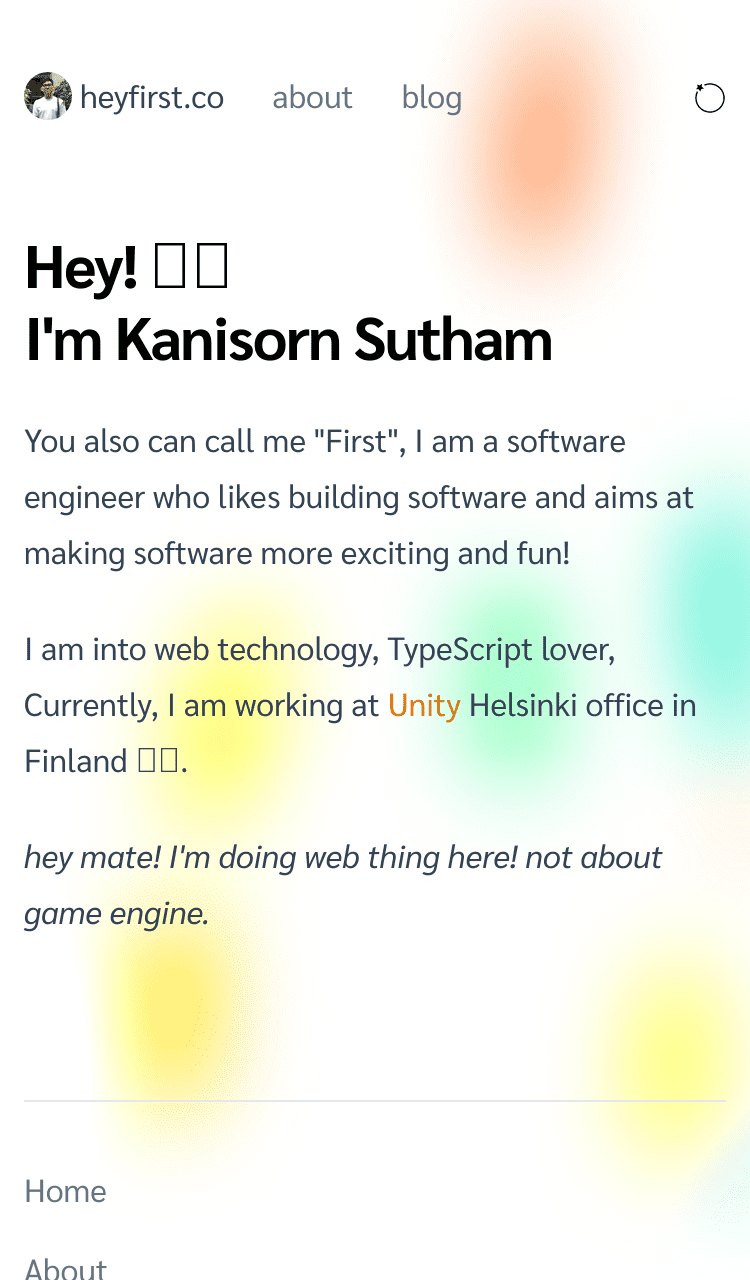 heyfirst.co about blog
Hey! 
I'm Kanisorn Sutham
You also can call me "First", I am a software
engineer who likes building software and aims at
making software more exciting and fun!
I am into web technology, TypeScript lover,
Currently, I am working at Unity Helsinki office in
Finland .
hey mate! I'm doing web thing here! not about
game engine.
Home
About